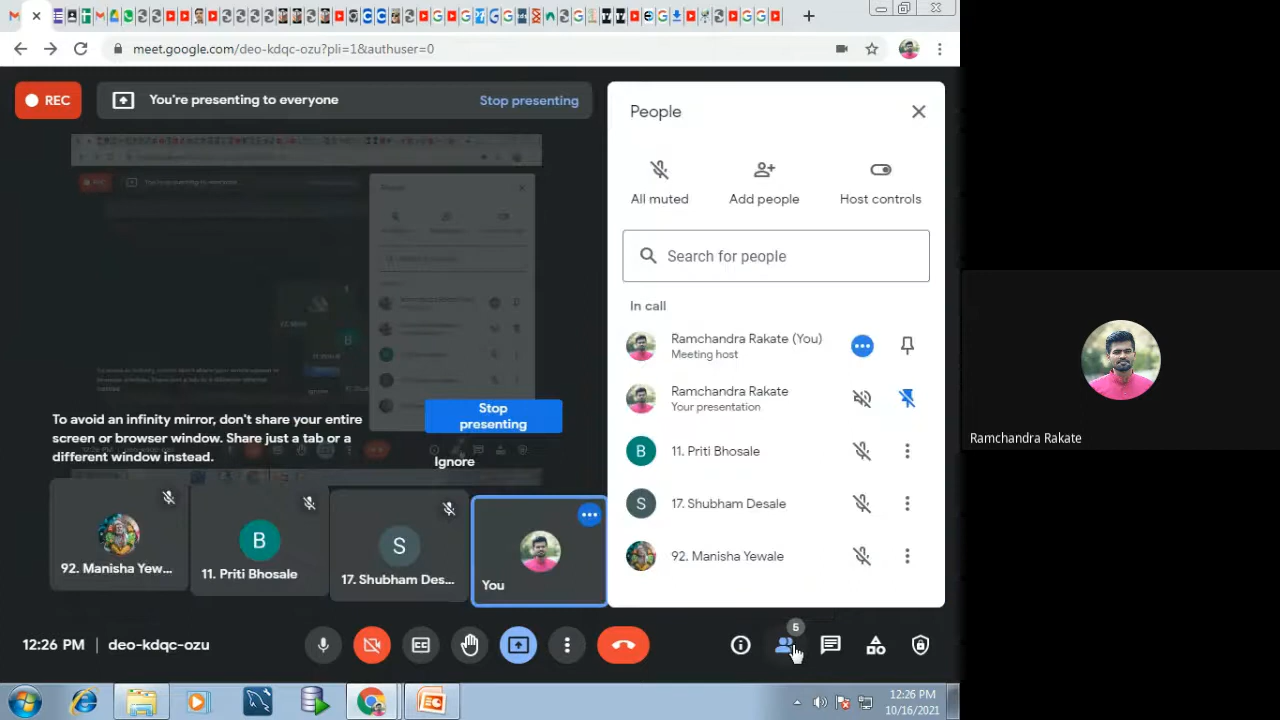 meet.google.com/deo-kdqc-ozu?pli=1&authuser=0
REC
You're presenting to everyone
Stop presenting
People
All muted
Add people
Host controls
Search for people
In call
Ramchandra Rakate (You)
Meeting host
Ramchandra Rakate
Your presentation
11. Priti Bhosale
17. Shubham Desale
92. Manisha Yewale
To avoid an infinity mirror, don't share your entire
screen or browser window. Share just a tab or a
different window instead.
Stop
presenting
Ignore
92. Manisha Yew...
B
11. Priti Bhosale
S
17. Shubham Des...
You
B
S
12:26 PM | deo-kdqc-ozu
5
12:26 PM
10/16/2021
Ramchandra Rakate